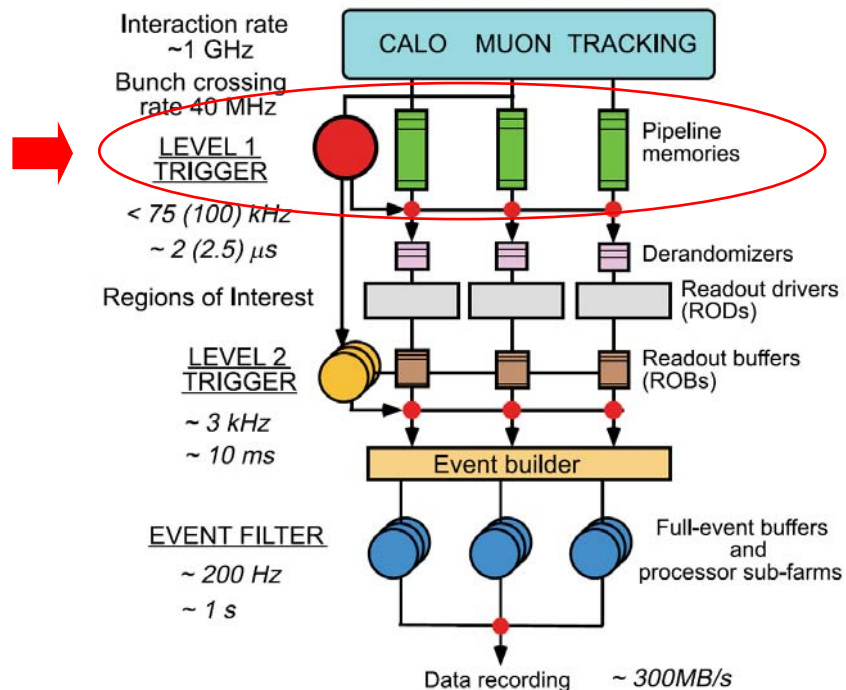 Interaction rate
~1 GHz
CALO MUON TRACKING
Bunch crossing
rate 40 MHz
LEVEL 1
TRIGGER
Pipeline
memories
< 75 (100) kHz
~ 2 (2.5) μs
Derandomizers
Regions of Interest
Readout drivers
(RODs)
LEVEL 2
TRIGGER
Readout buffers
(ROBs)
~ 3 kHz
~ 10 ms
Event builder
EVENT FILTER
Full-event buffers
and
processor sub-farms
~ 200 Hz
~ 1 s
Data recording ~ 300MB/s